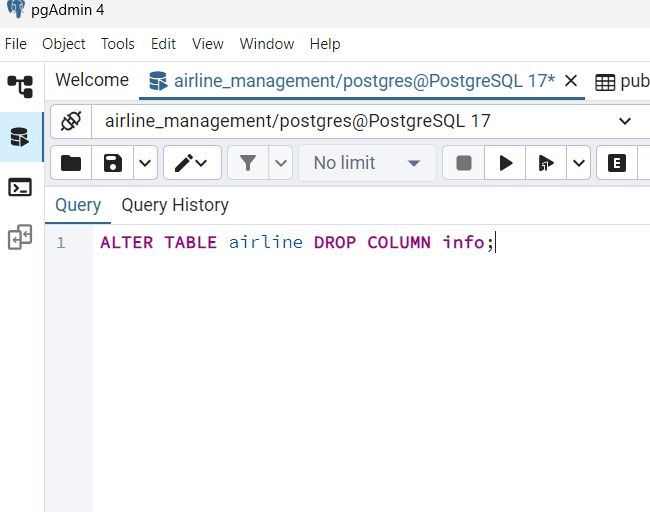 pgAdmin 4
File Object Tools Edit View Window Help
Welcome airline_management/postgres@PostgreSQL 17* pub
airline_management/postgres@PostgreSQL 17
No limit E
Query Query History
1 ALTER TABLE airline DROP COLUMN info;